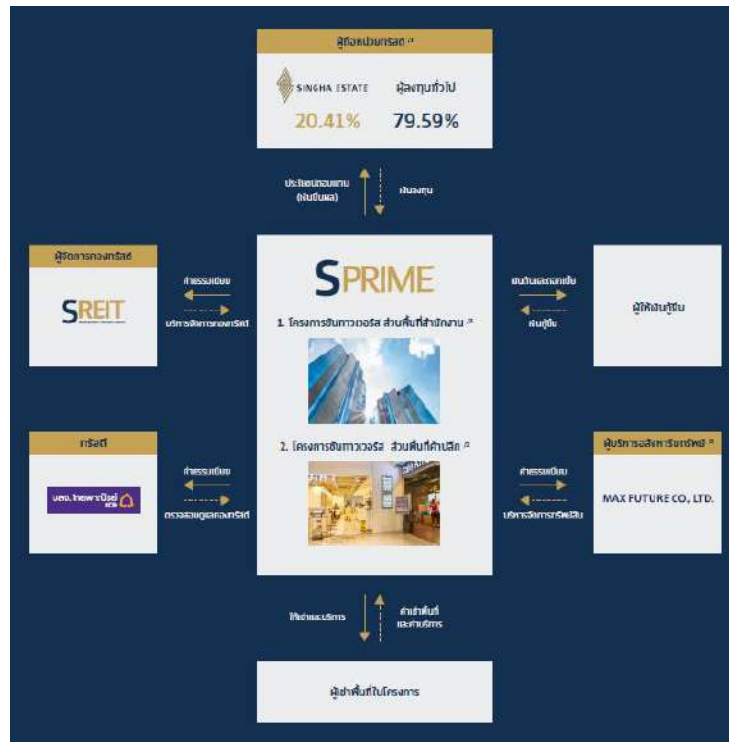 ผู้ถือหน่วยทรัสต์
SINGHA ESTATE
ผู้ลงทุนทั่วไป
20.41%
79.59%
ประโยชน์ตอบแทน
(เงินปันผล)
เงินลงทุน
ผู้จัดการกองทรัสต์
SREIT
ค่าธรรมเนียม
บริหารจัดการกองทรัสต์
SPRIME
1. โครงการซันทาวเวอร์ส ส่วนพื้นที่สำนักงาน
เงินต้นและดอกเบี้ย
เงินกู้ยืม
ผู้ให้เงินกู้ยืม
ทรัสตี
บลจ. ไทยพาณิชย์
ค่าธรรมเนียม
ตรวจสอบดูแลกองทรัสต์
2. โครงการซันทาวเวอร์ส ส่วนพื้นที่ค้าปลีก
ค่าธรรมเนียม
บริหารจัดการทรัพย์สิน
ผู้บริหารอสังหาริมทรัพย์
MAX FUTURE CO., LTD.
ให้เช่าและบริการ
ค่าเช่าพื้นที่
และค่าบริการ
ผู้เช่าพื้นที่ในโครงการ